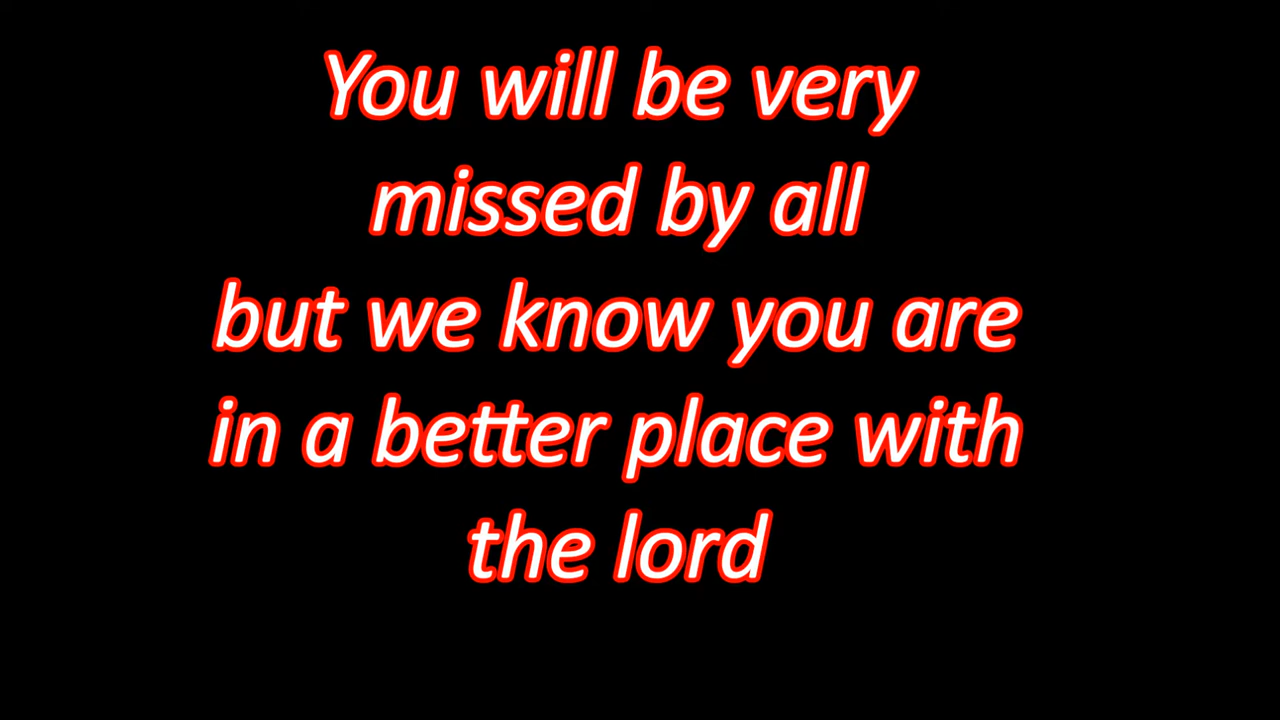 You will be very
missed by all
but we know you are
in a better place with
the lord